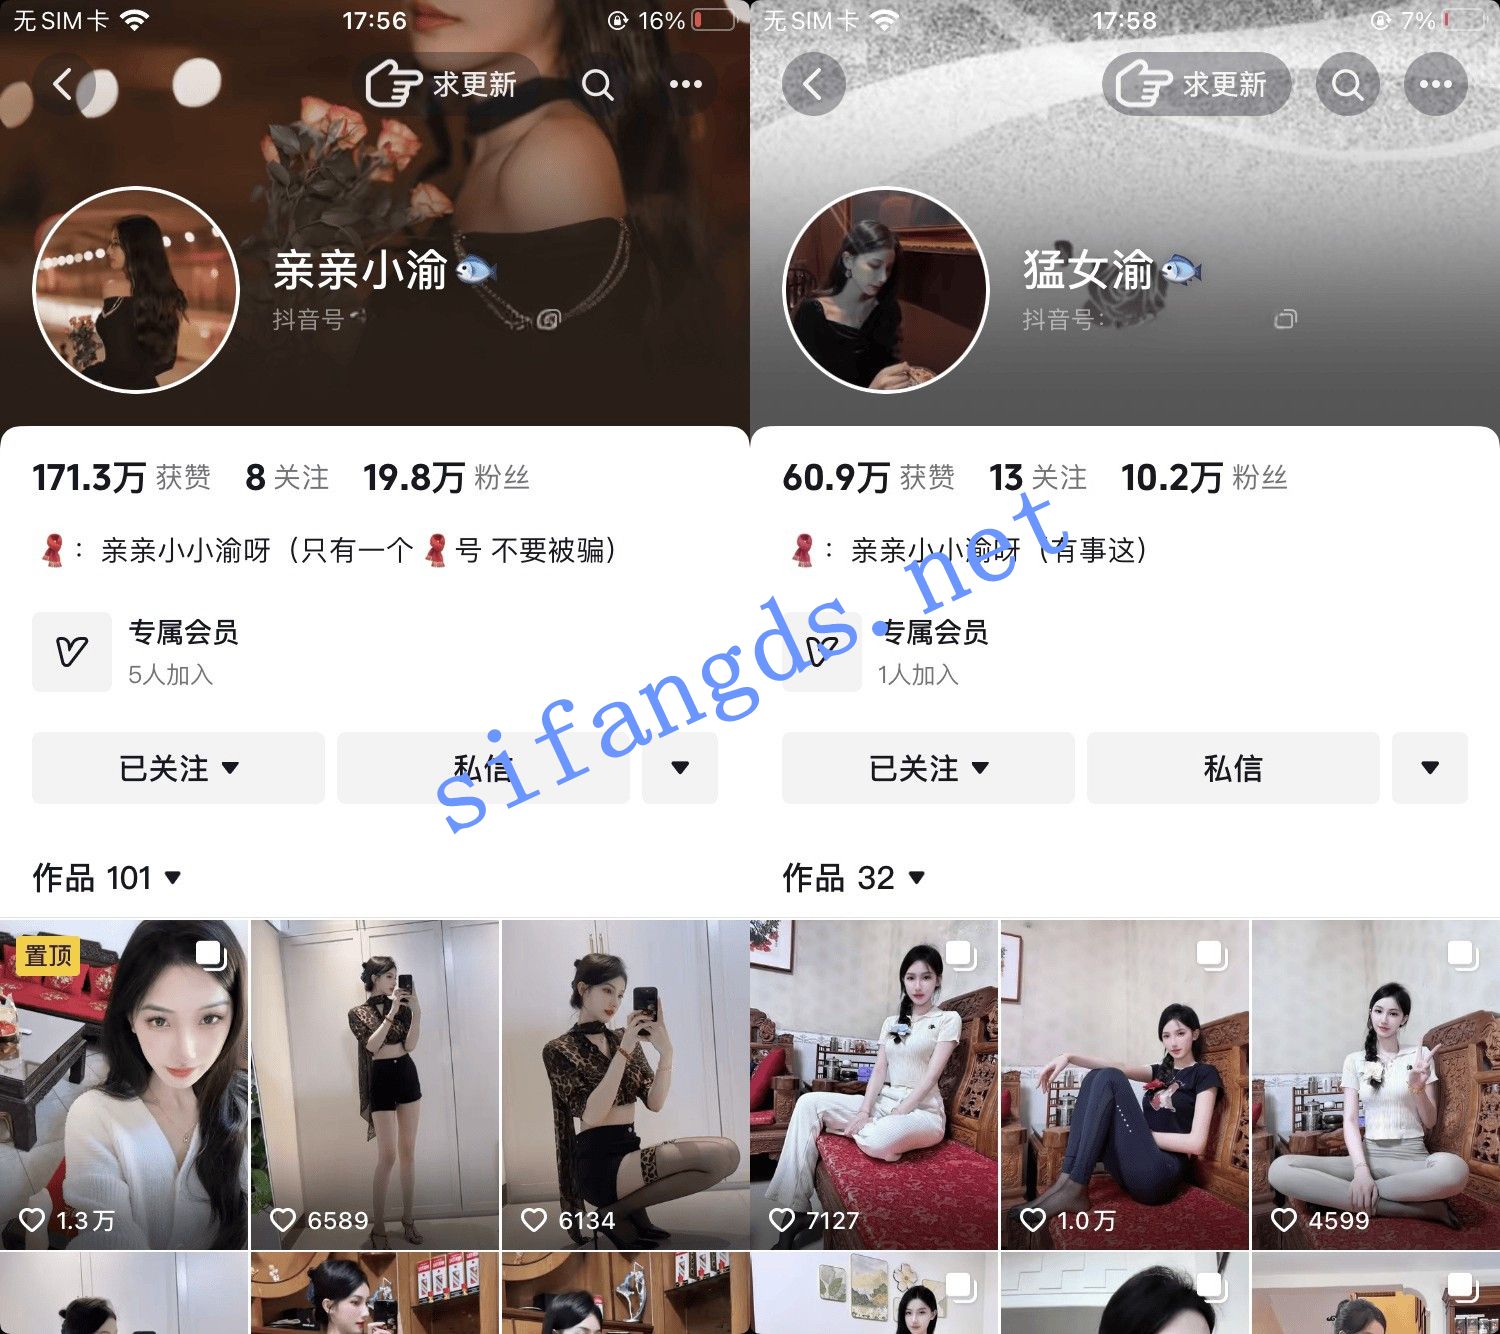 无SIM卡 17:56 16%
求更新
亲亲小渝🐟
抖音号
171.3万 获赞 8 关注 19.8万 粉丝
🧣：亲亲小小渝呀（只有一个🧣号 不要被骗）
专属会员
5人加入
已关注 ▼ 私信 ▼
作品 101 ▼
置顶
1.3万 6589 6134
无SIM卡 17:58 7%
求更新
猛女渝🐟
抖音号：
60.9万 获赞 13 关注 10.2万 粉丝
🧣：亲亲小小渝呀（有事这）
专属会员
1人加入
已关注 ▼ 私信 ▼
作品 32 ▼
7127 1.0万 4599
sifangds.net